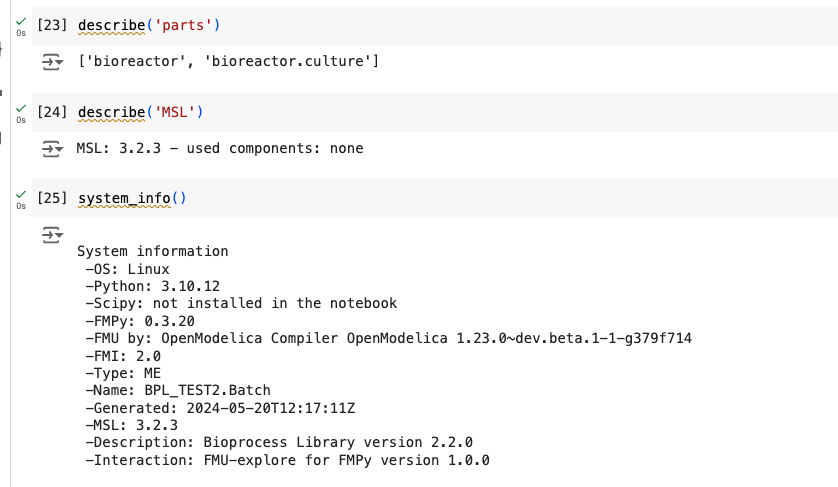 [23] describe('parts')
0s
['bioreactor', 'bioreactor.culture']
[24] describe('MSL')
0s
MSL: 3.2.3 – used components: none
[25] system_info()
0s
System information
 -OS: Linux
 -Python: 3.10.12
 -Scipy: not installed in the notebook
 -FMPy: 0.3.20
 -FMU by: OpenModelica Compiler OpenModelica 1.23.0~dev.beta.1-1-g379f714
 -FMI: 2.0
 -Type: ME
 -Name: BPL_TEST2.Batch
 -Generated: 2024-05-20T12:17:11Z
 -MSL: 3.2.3
 -Description: Bioprocess Library version 2.2.0
 -Interaction: FMU-explore for FMPy version 1.0.0